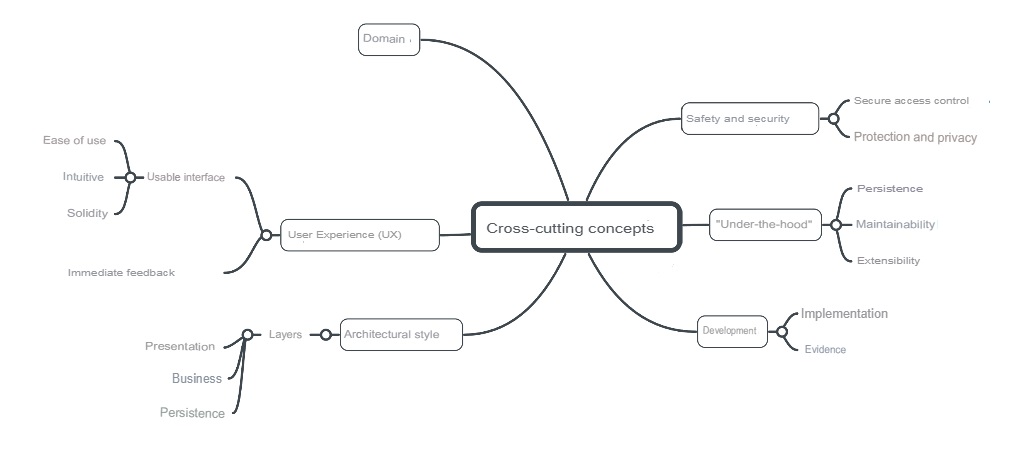 Domain
Secure access control
Safety and security
Protection and privacy
Ease of use
Intuitive
Usable interface
Solidity
Persistence
"Under-the-hood"
Maintainability
Extensibility
Cross-cutting concepts
User Experience (UX)
Immediate feedback
Implementation
Development
Evidence
Architectural style
Layers
Presentation
Business
Persistence